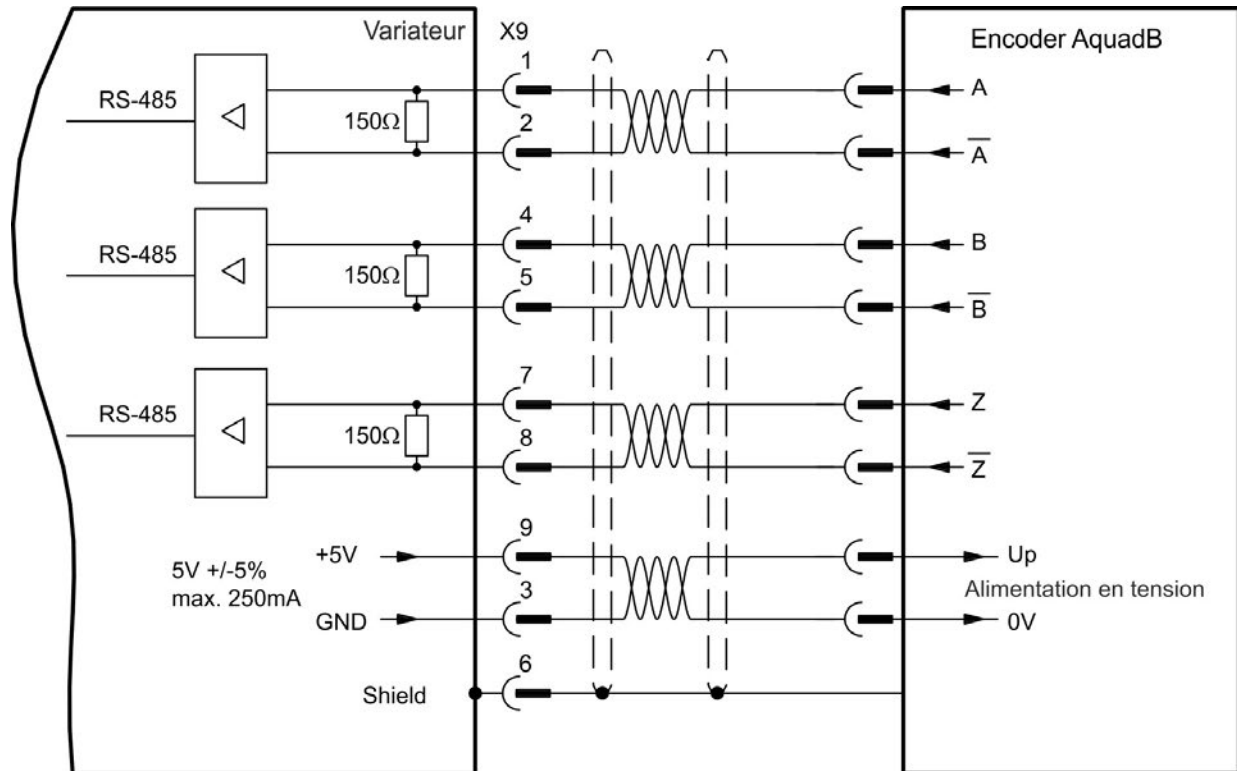 Variateur
X9
Encoder AquadB
1
RS-485
150Ω
A
2
A̅
4
RS-485
150Ω
B
5
B̅
7
RS-485
150Ω
Z
8
Z̅
9
+5V
Up
5V +/-5%
max. 250mA
Alimentation en tension
3
GND
0V
6
Shield